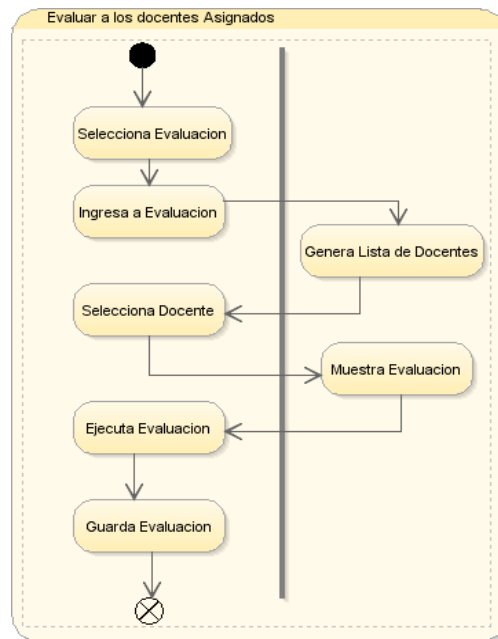 Evaluar a los docentes Asignados
Selecciona Evaluacion
Ingresa a Evaluacion
Genera Lista de Docentes
Selecciona Docente
Muestra Evaluacion
Ejecuta Evaluacion
Guarda Evaluacion